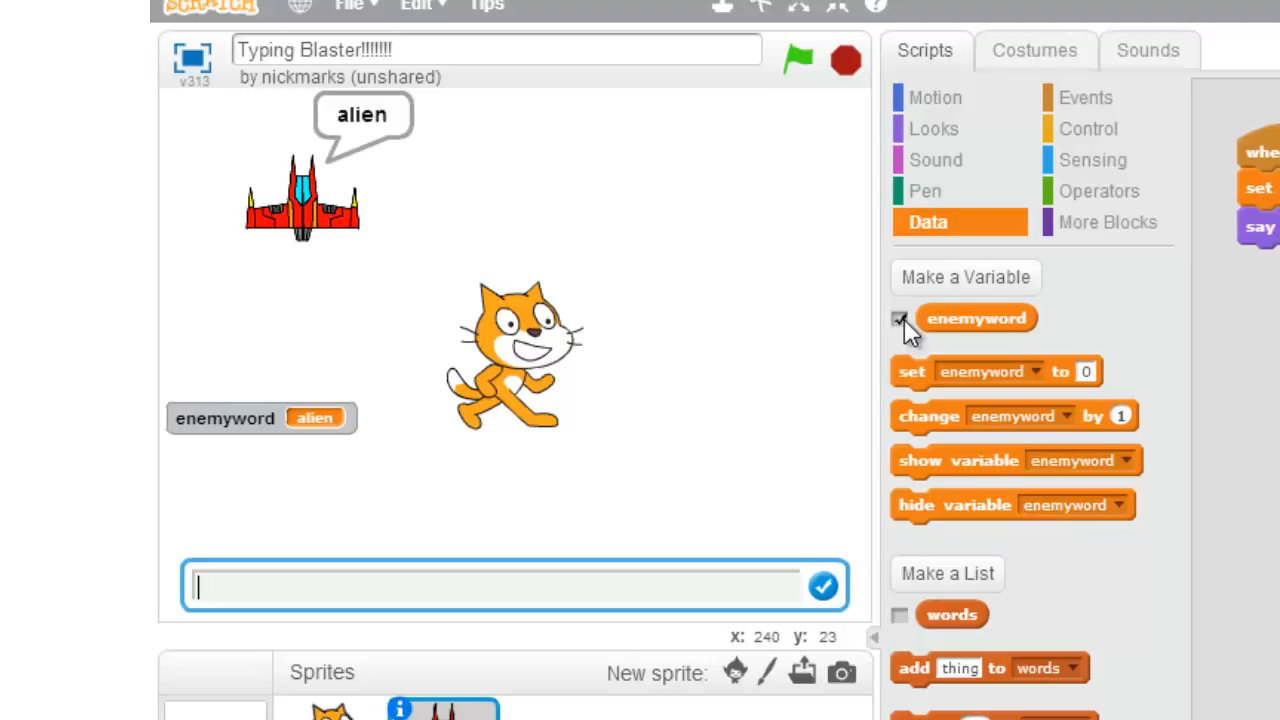 SCRATCH File Edit Tips
Typing Blaster!!!!!!!
v313 by nickmarks (unshared)
alien
enemyword alien
x: 240 y: 23
Sprites New sprite:
Scripts Costumes Sounds
Motion Events
Looks Control
Sound Sensing
Pen Operators
Data More Blocks
Make a Variable
enemyword
set enemyword to 0
change enemyword by 1
show variable enemyword
hide variable enemyword
Make a List
words
add thing to words
whe
set
say